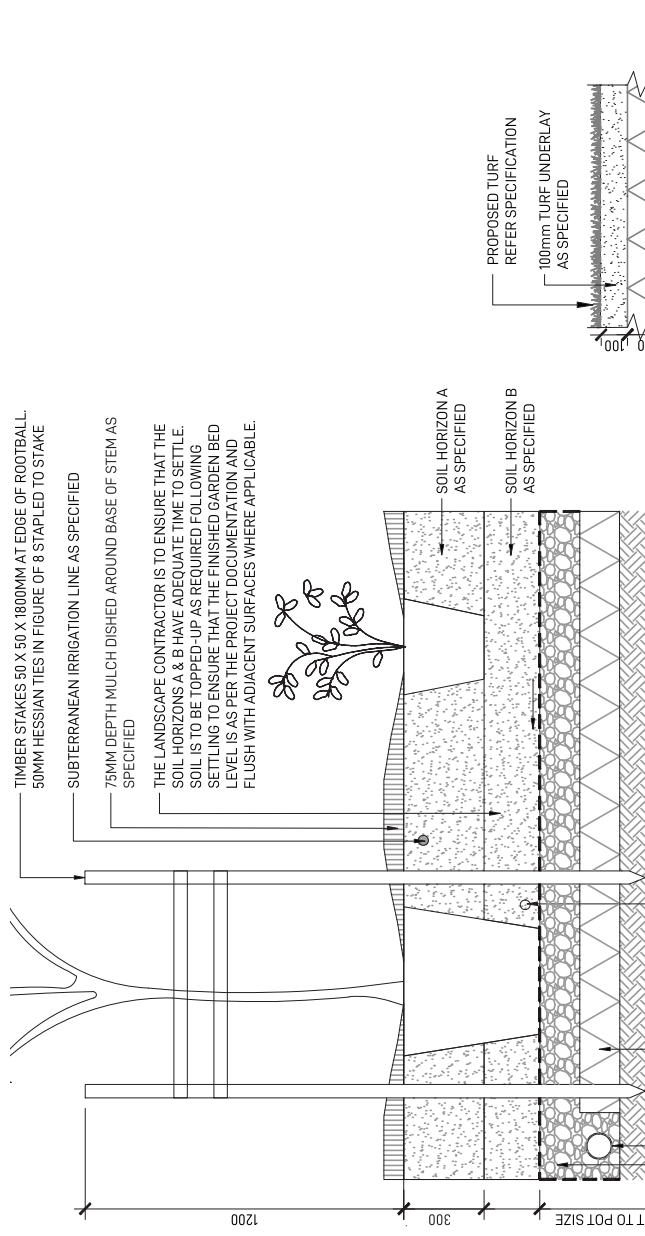 TIMBER STAKES 50 X 50 X 1800MM AT EDGE OF ROOTBALL.
50MM HESSIAN TIES IN FIGURE OF 8 STAPLED TO STAKE
SUBTERRANEAN IRRIGATION LINE AS SPECIFIED
75MM DEPTH MULCH DISHED AROUND BASE OF STEM AS
SPECIFIED
THE LANDSCAPE CONTRACTOR IS TO ENSURE THAT THE
SOIL HORIZONS A & B HAVE ADEQUATE TIME TO SETTLE.
SOIL IS TO BE TOPPED-UP AS REQUIRED FOLLOWING
SETTLING TO ENSURE THAT THE FINISHED GARDEN BED
LEVEL IS AS PER THE PROJECT DOCUMENTATION AND
FLUSH WITH ADJACENT SURFACES WHERE APPLICABLE.
SOIL HORIZON A
AS SPECIFIED
SOIL HORIZON B
AS SPECIFIED
1200
300
T TO POT SIZE
PROPOSED TURF
REFER SPECIFICATION
100mm TURF UNDERLAY
AS SPECIFIED
100